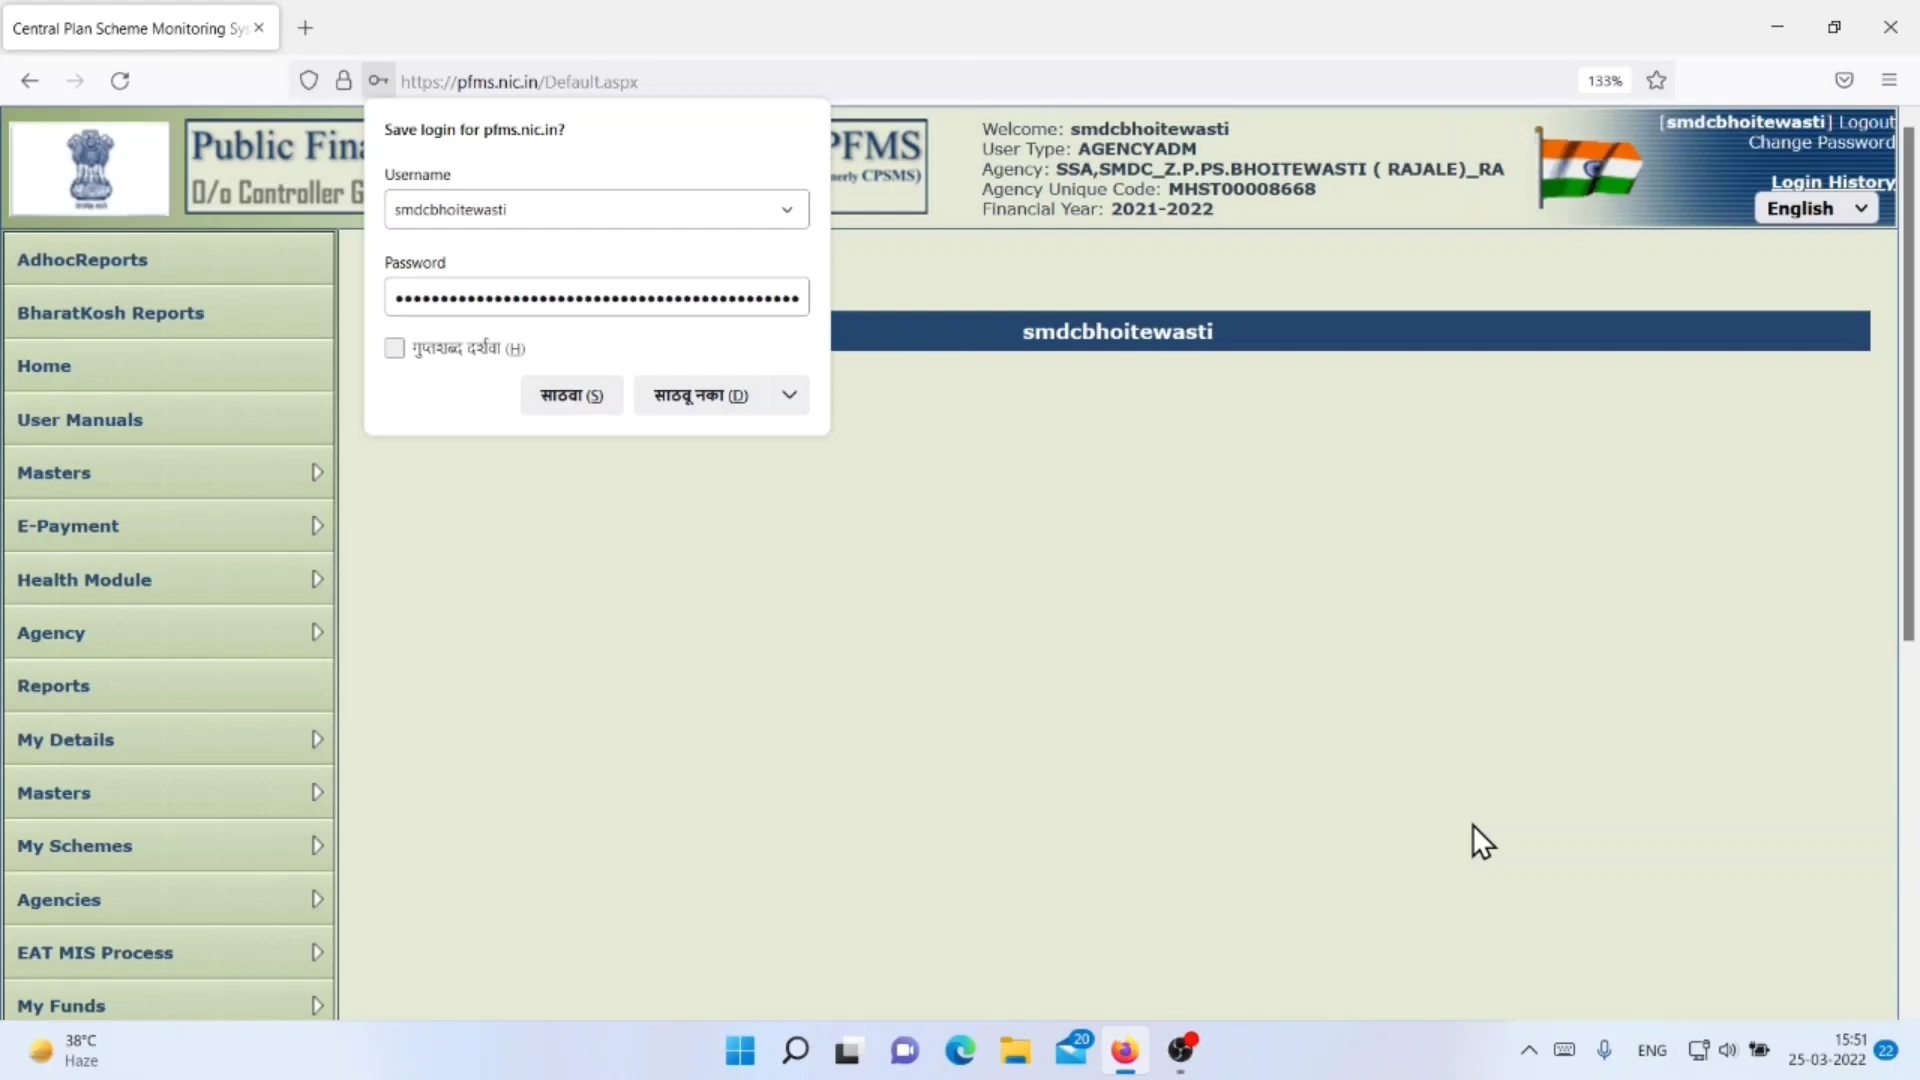 Central Plan Scheme Monitoring Sys
https://pfms.nic.in/Default.aspx
133%
Public Fina
O/o Controller G
PFMS
erly CPSMS)
Welcome: smdcbhoitewasti
User Type: AGENCYADM
Agency: SSA,SMDC_Z.P.PS.BHOITEWASTI ( RAJALE)_RA
Agency Unique Code: MHST00008668
Financial Year: 2021-2022
[smdcbhoitewasti] Logout
Change Password
Login History
English
Save login for pfms.nic.in?
Username
smdcbhoitewasti
Password
गुप्तशब्द दर्शवा (H)
साठवा (S)
साठवू नका (D)
smdcbhoitewasti
AdhocReports
BharatKosh Reports
Home
User Manuals
Masters
E-Payment
Health Module
Agency
Reports
My Details
Masters
My Schemes
Agencies
EAT MIS Process
My Funds
38°C
Haze
20
ENG
15:51
25-03-2022
22